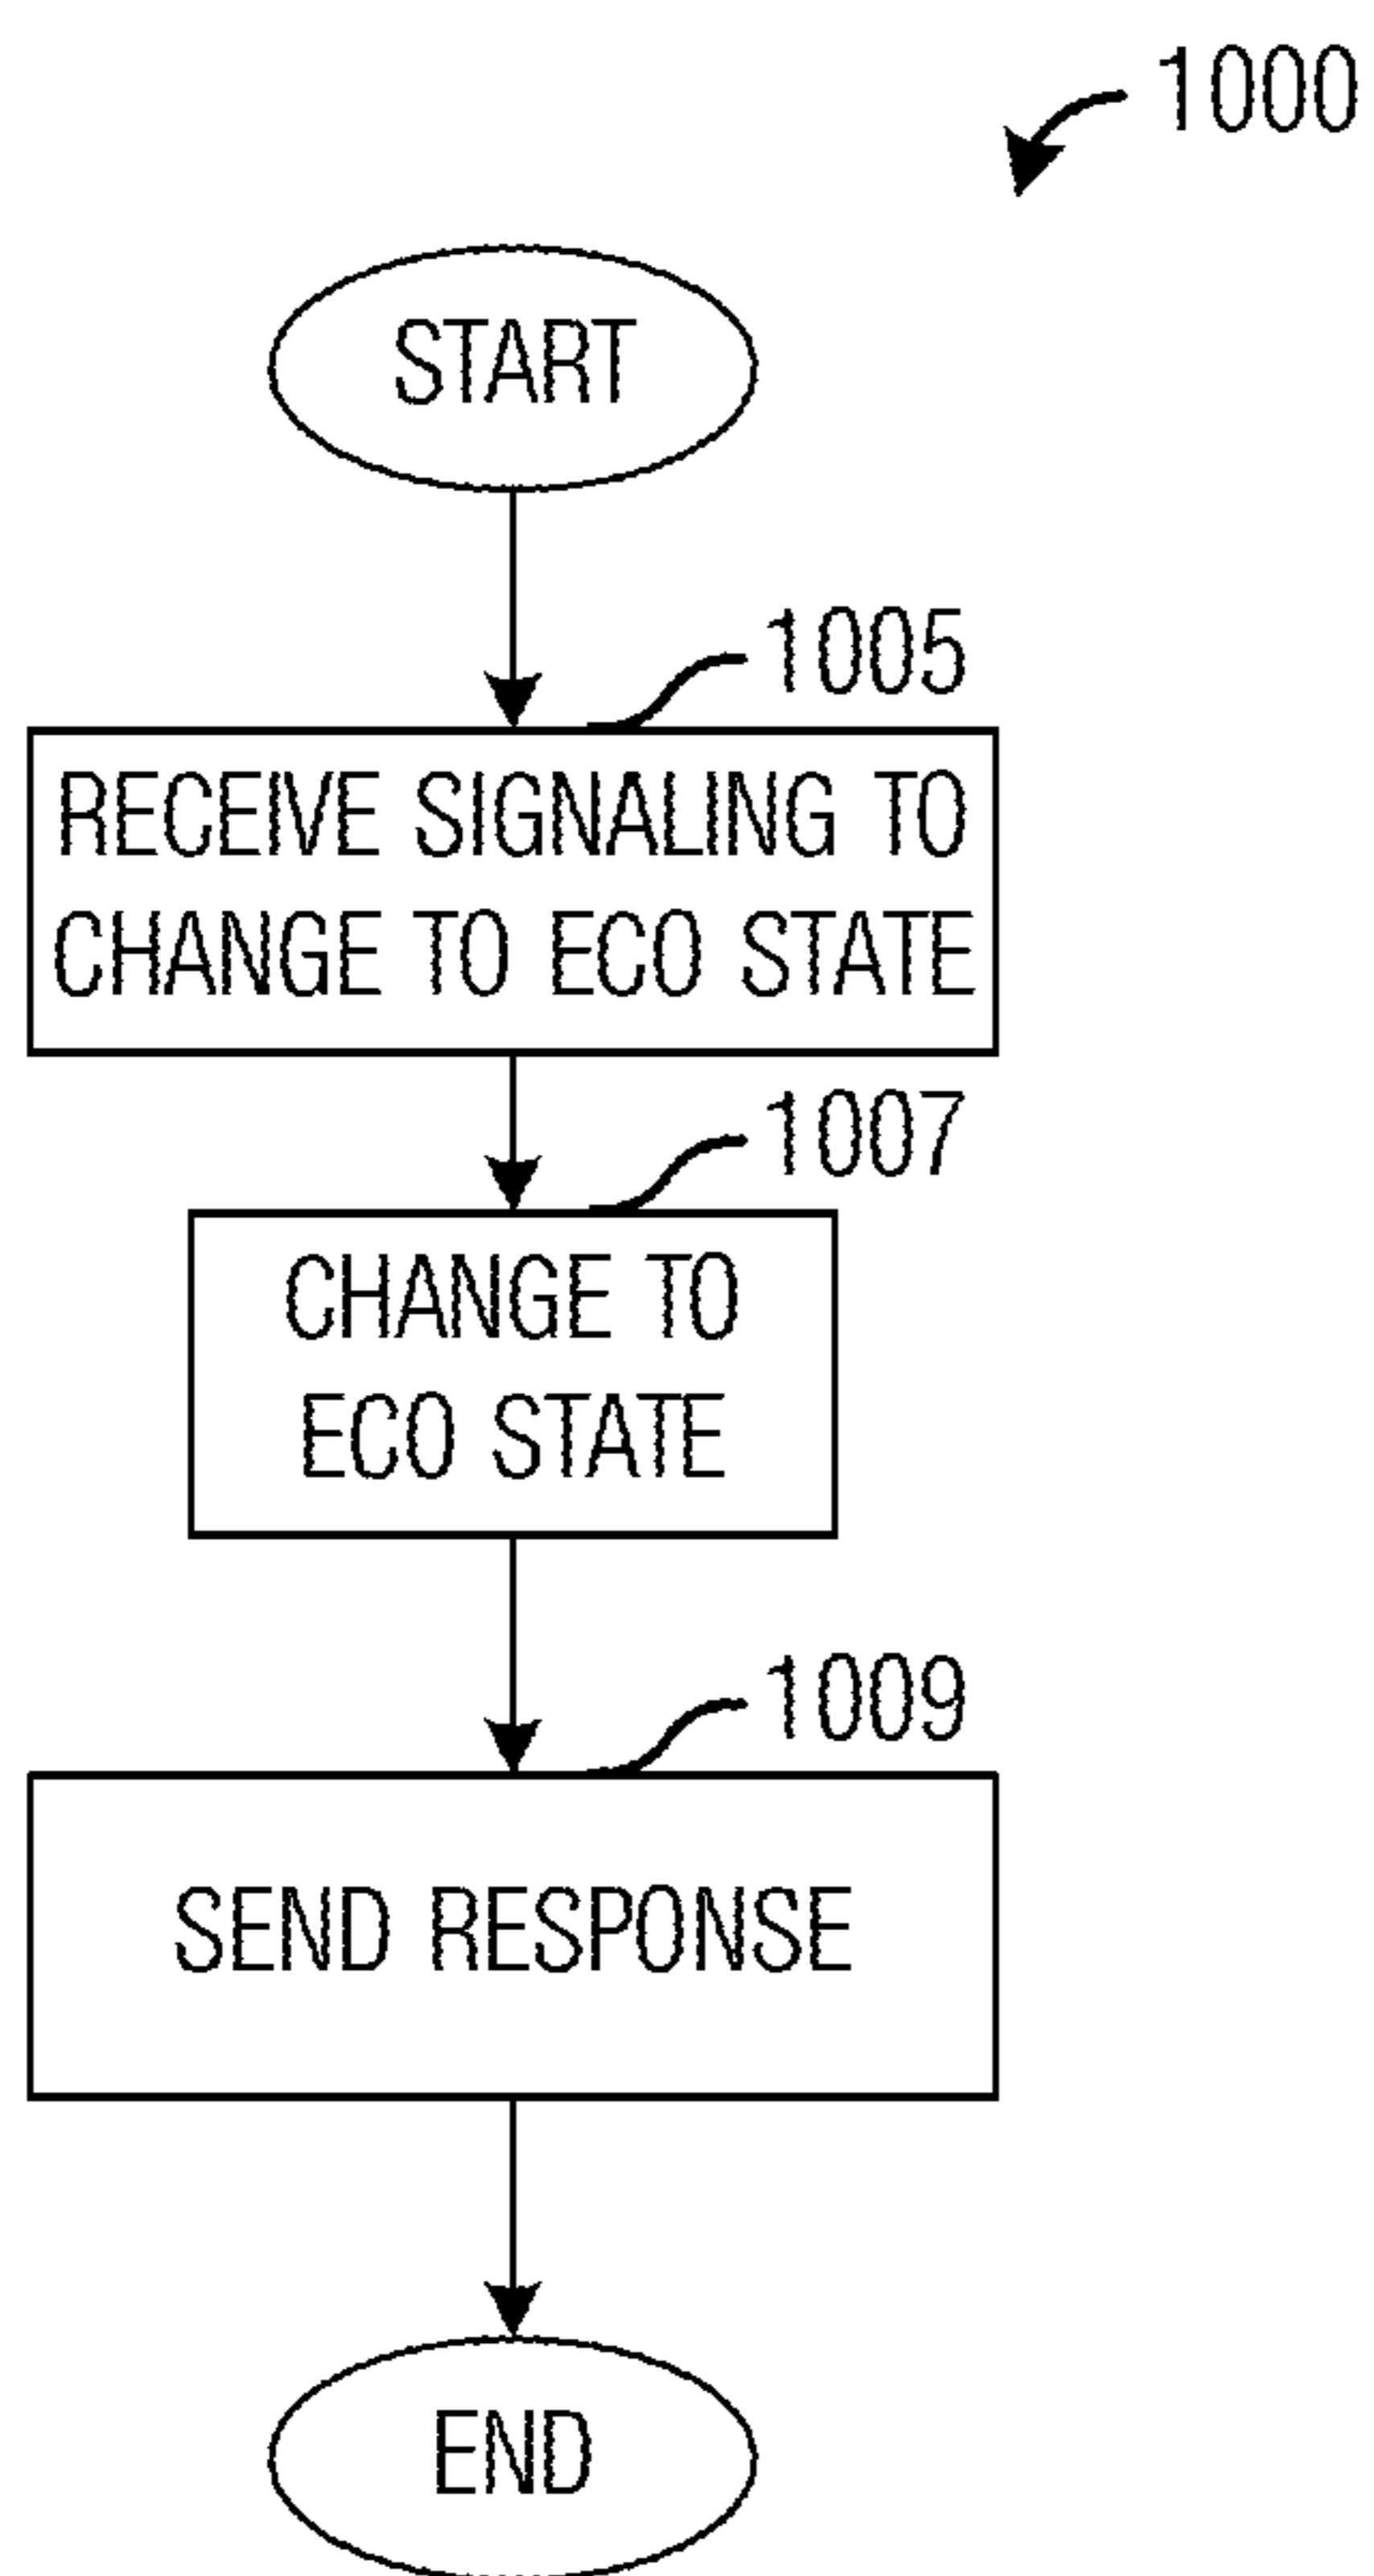 1000
START
1005
RECEIVE SIGNALING TO
CHANGE TO ECO STATE
1007
CHANGE TO
ECO STATE
1009
SEND RESPONSE
END